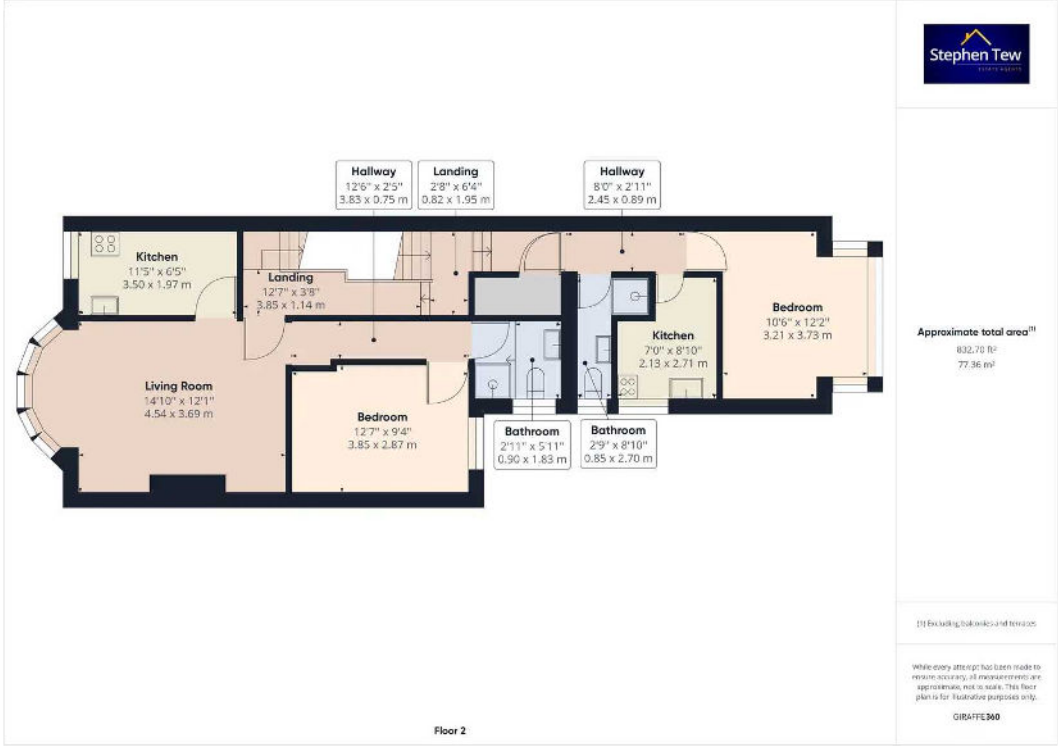 Stephen Tew
ESTATE AGENTS
Hallway
12'6" x 2'5"
3.83 x 0.75 m
Landing
2'8" x 6'4"
0.82 x 1.95 m
Hallway
8'0" x 2'11"
2.45 x 0.89 m
Kitchen
11'5" x 6'5"
3.50 x 1.97 m
Landing
12'7" x 3'8"
3.85 x 1.14 m
Living Room
14'10" x 12'1"
4.54 x 3.69 m
Bedroom
12'7" x 9'4"
3.85 x 2.87 m
Bathroom
2'11" x 5'11"
0.90 x 1.83 m
Bathroom
2'9" x 8'10"
0.85 x 2.70 m
Kitchen
7'0" x 8'10"
2.13 x 2.71 m
Bedroom
10'6" x 12'2"
3.21 x 3.73 m
Approximate total area(1)
832.70 ft²
77.36 m²
(1) Excluding balconies and terraces
While every attempt has been made to
ensure accuracy, all measurements are
approximate, not to scale. This floor
plan is for illustrative purposes only.
GIRAFFE360
Floor 2